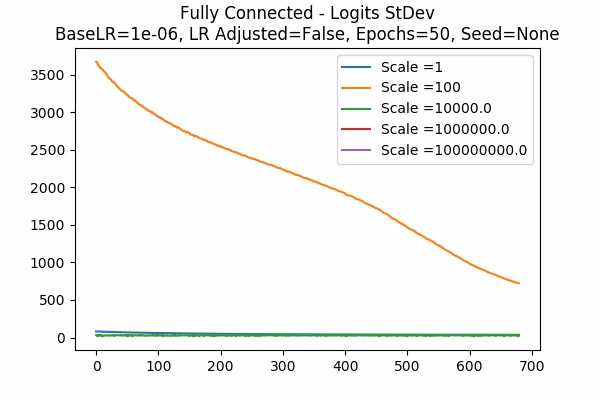 Fully Connected - Logits StDev
BaseLR=1e-06, LR Adjusted=False, Epochs=50, Seed=None
Scale =1
Scale =100
Scale =10000.0
Scale =1000000.0
Scale =100000000.0
3500
3000
2500
2000
1500
1000
500
0
0 100 200 300 400 500 600 700